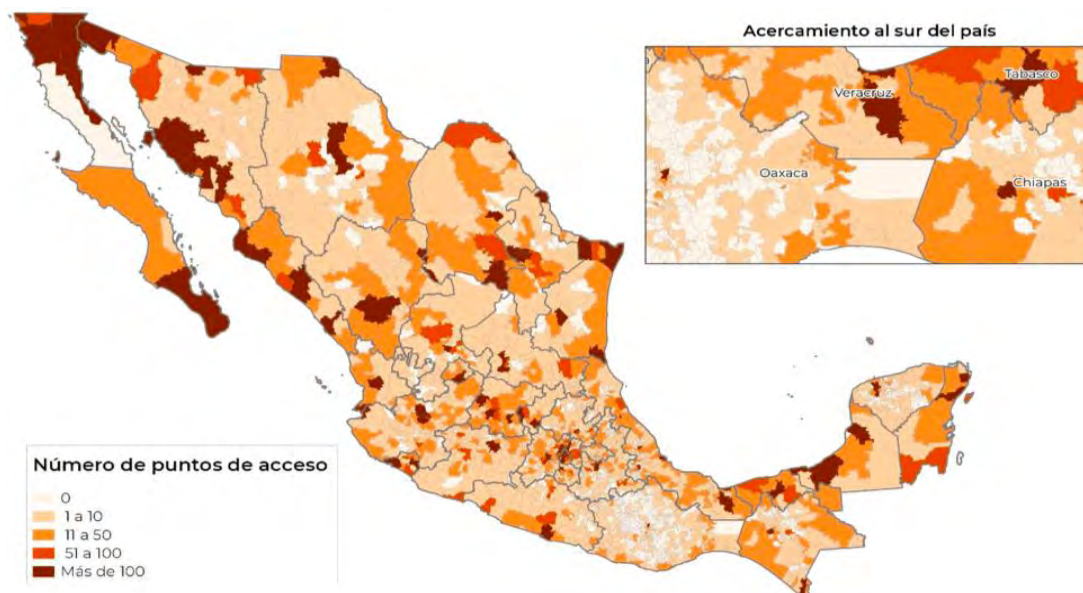 Acercamiento al sur del país
Tabasco
Veracruz
Oaxaca
Chiapas
Número de puntos de acceso
0
1 a 10
11 a 50
51 a 100
Más de 100